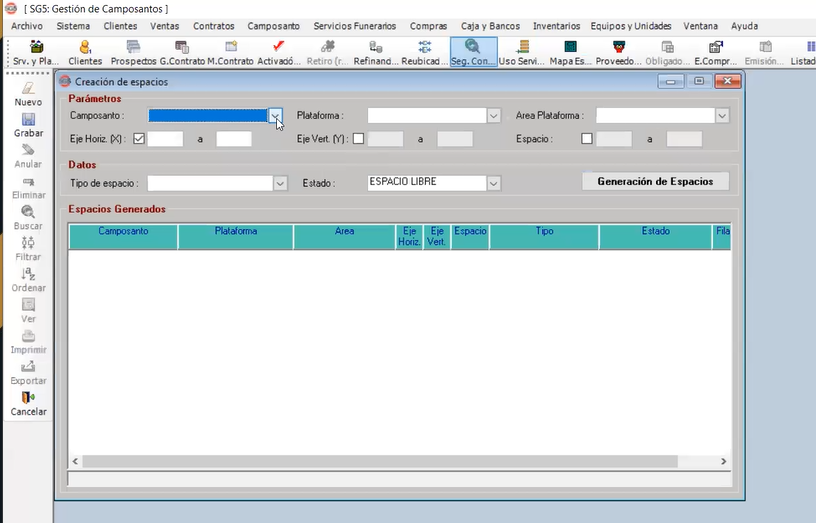 [ SG5: Gestión de Camposantos ]
Archivo Sistema Clientes Ventas Contratos Camposanto Servicios Funerarios Compras Caja y Bancos Inventarios Equipos y Unidades Ventana Ayuda
Srv. y Pla... Clientes Prospectos G.Contrato M.Contrato Activació... Retiro (r... Refinanci... Reubicad... Seg. Con... Uso Servi... Mapa Es... Proveedo... E.Compr... Obligado... Emisión... Listad
Nuevo
Grabar
Anular
Eliminar
Buscar
Filtrar
Ordenar
Ver
Imprimir
Exportar
Cancelar
Creación de espacios
Parámetros
Camposanto : Plataforma : Area Plataforma :
Eje Horiz. (X) : a Eje Vert. (Y) : a Espacio : a
Datos
Tipo de espacio : Estado : ESPACIO LIBRE Generación de Espacios
Espacios Generados
Camposanto Plataforma Area Eje Horiz. Eje Vert. Espacio Tipo Estado Fila